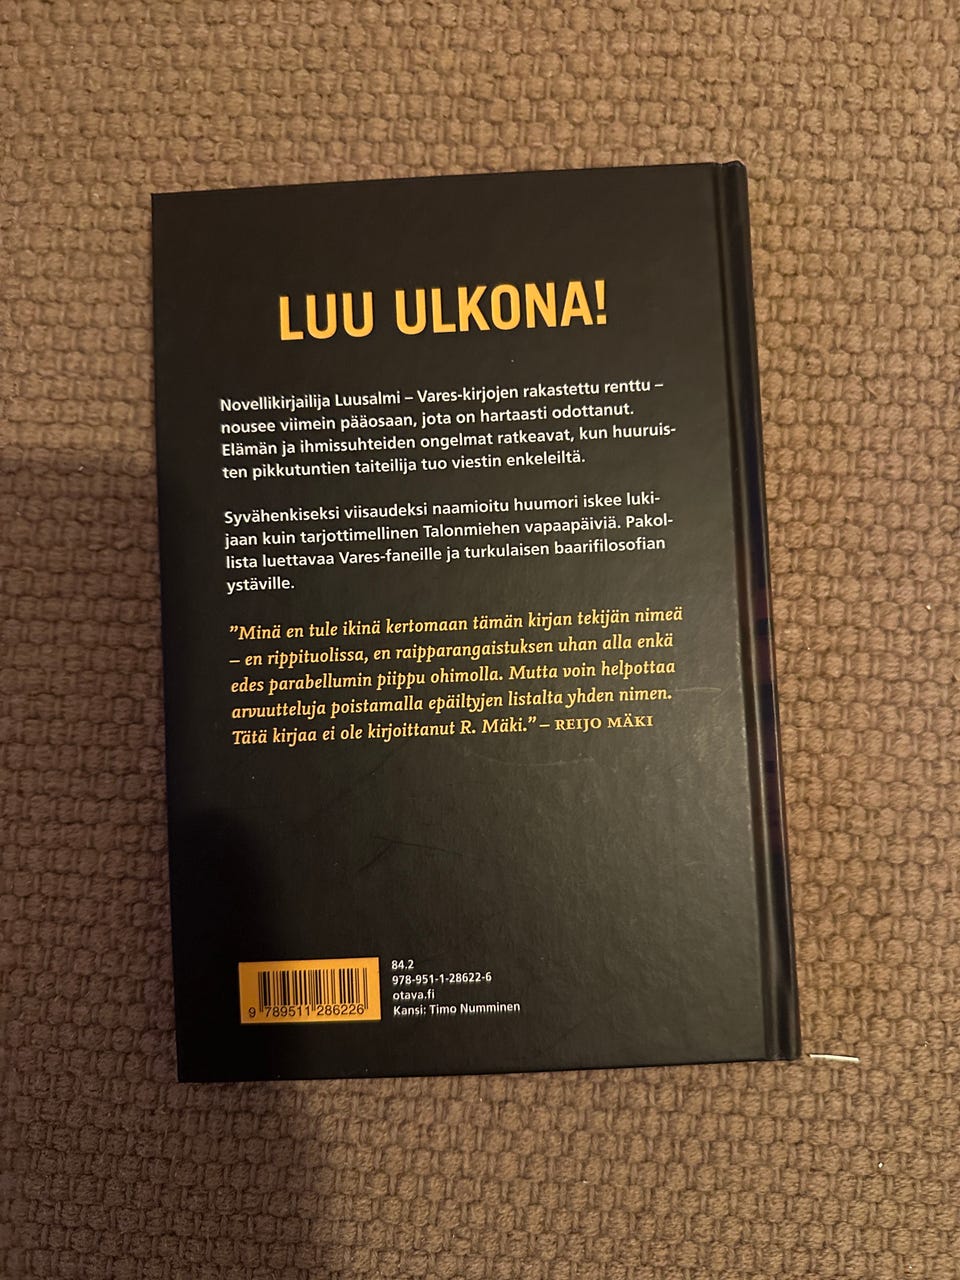 LUU ULKONA!
Novellikirjailija Luusalmi – Vares-kirjojen rakastettu renttu –
nousee viimein pääosaan, jota on hartaasti odottanut.
Elämän ja ihmissuhteiden ongelmat ratkeavat, kun huuruis-
ten pikkutuntien taiteilija tuo viestin enkeleiltä.
Syvähenkiseksi viisaudeksi naamioitu huumori iskee luki-
jaan kuin tarjottimellinen Talonmiehen vapaapäiviä. Pakol-
lista luettavaa Vares-faneille ja turkulaisen baarifilosofian
ystäville.
”Minä en tule ikinä kertomaan tämän kirjan tekijän nimeä
– en rippituolissa, en raipparangaistuksen uhan alla enkä
edes parabellumin piippu ohimolla. Mutta voin helpottaa
arvuutteluja poistamalla epäiltyjen listalta yhden nimen.
Tätä kirjaa ei ole kirjoittanut R. Mäki.” – REIJO MÄKI
84.2
978-951-1-28622-6
otava.fi
Kansi: Timo Numminen
9 789511 286226